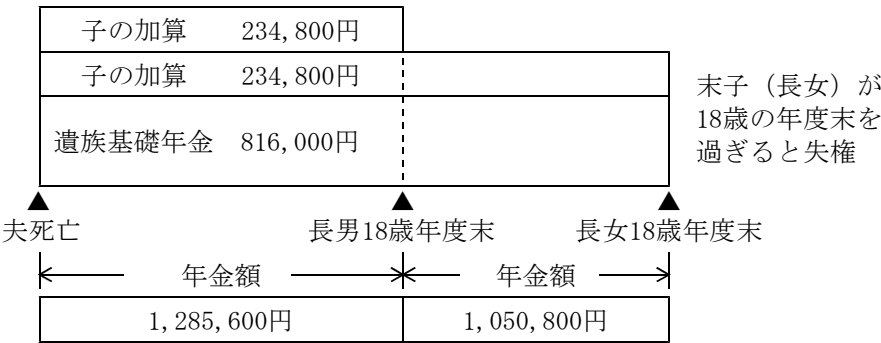 子の加算 234,800円
子の加算 234,800円
遺族基礎年金 816,000円
末子（長女）が
18歳の年度末を
過ぎると失権
▲ ▲ ▲
夫死亡 長男18歳年度末 長女18歳年度末
年金額 年金額
1,285,600円 1,050,800円